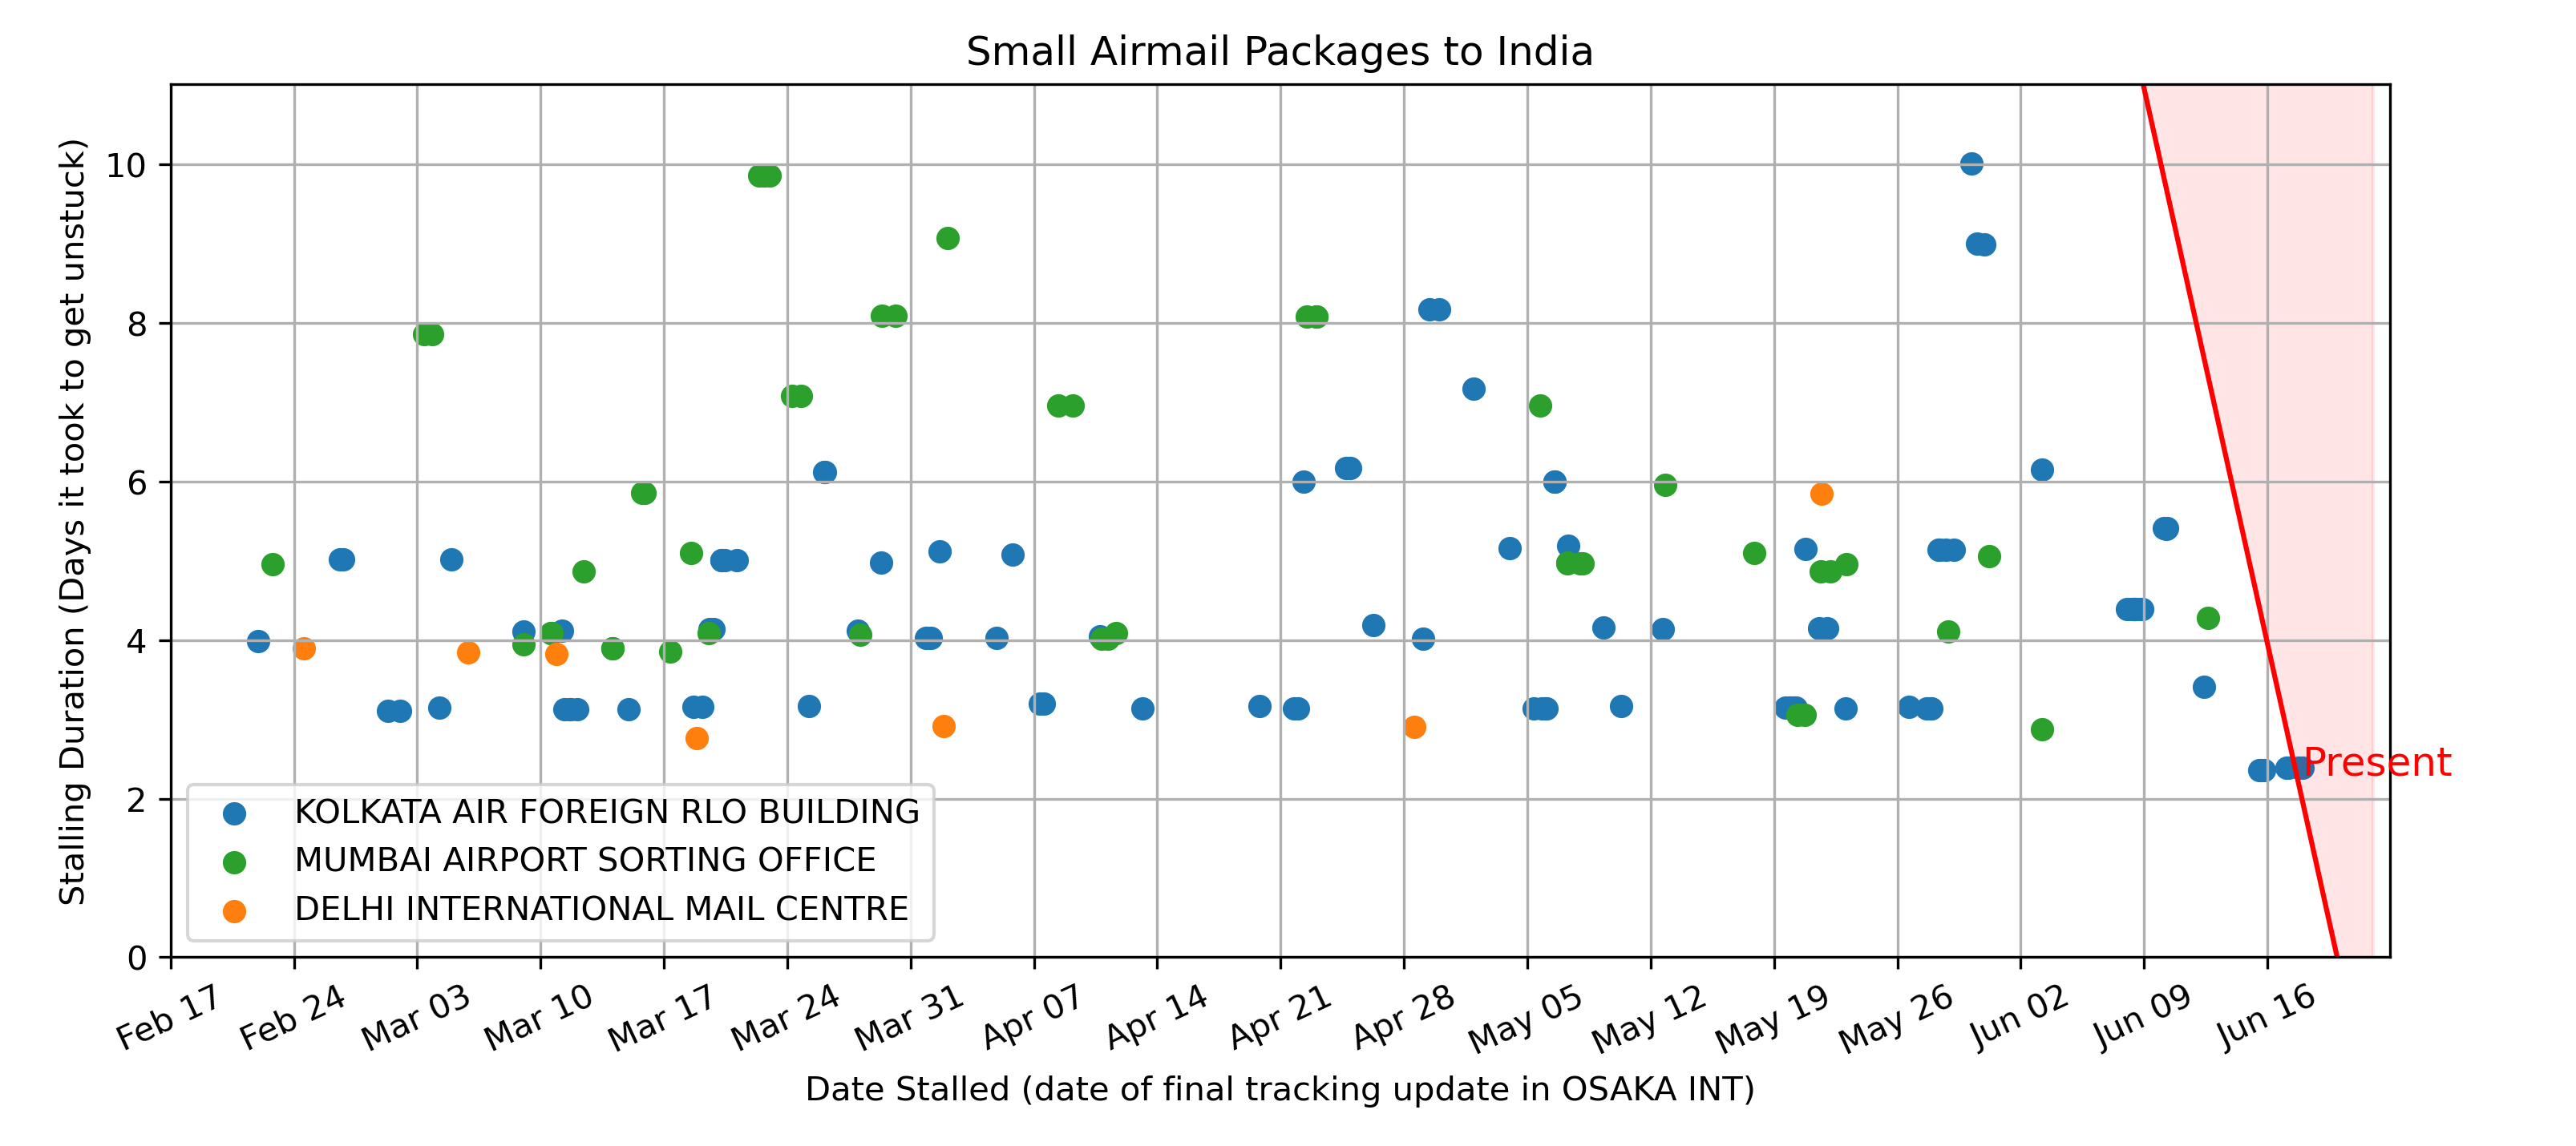 Small Airmail Packages to India
Stalling Duration (Days it took to get unstuck)
10
8
6
4
2
0
Present
KOLKATA AIR FOREIGN RLO BUILDING
MUMBAI AIRPORT SORTING OFFICE
DELHI INTERNATIONAL MAIL CENTRE
Feb 17
Feb 24
Mar 03
Mar 10
Mar 17
Mar 24
Mar 31
Apr 07
Apr 14
Apr 21
Apr 28
May 05
May 12
May 19
May 26
Jun 02
Jun 09
Jun 16
Date Stalled (date of final tracking update in OSAKA INT)